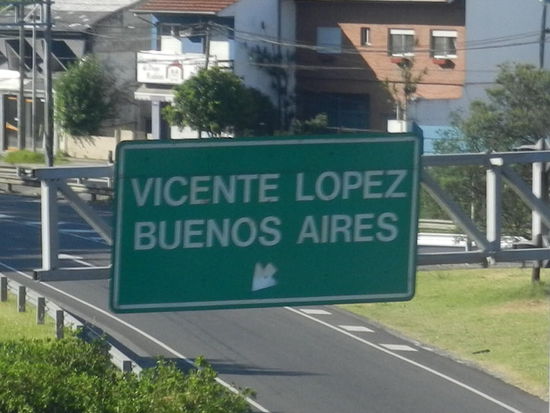 VICENTE LOPEZ
BUENOS AIRES